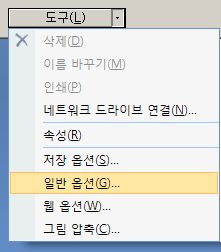 도구(L)
삭제(D)
이름 바꾸기(M)
인쇄(P)
네트워크 드라이브 연결(N)...
속성(R)
저장 옵션(S)...
일반 옵션(G)...
웹 옵션(W)...
그림 압축(C)...